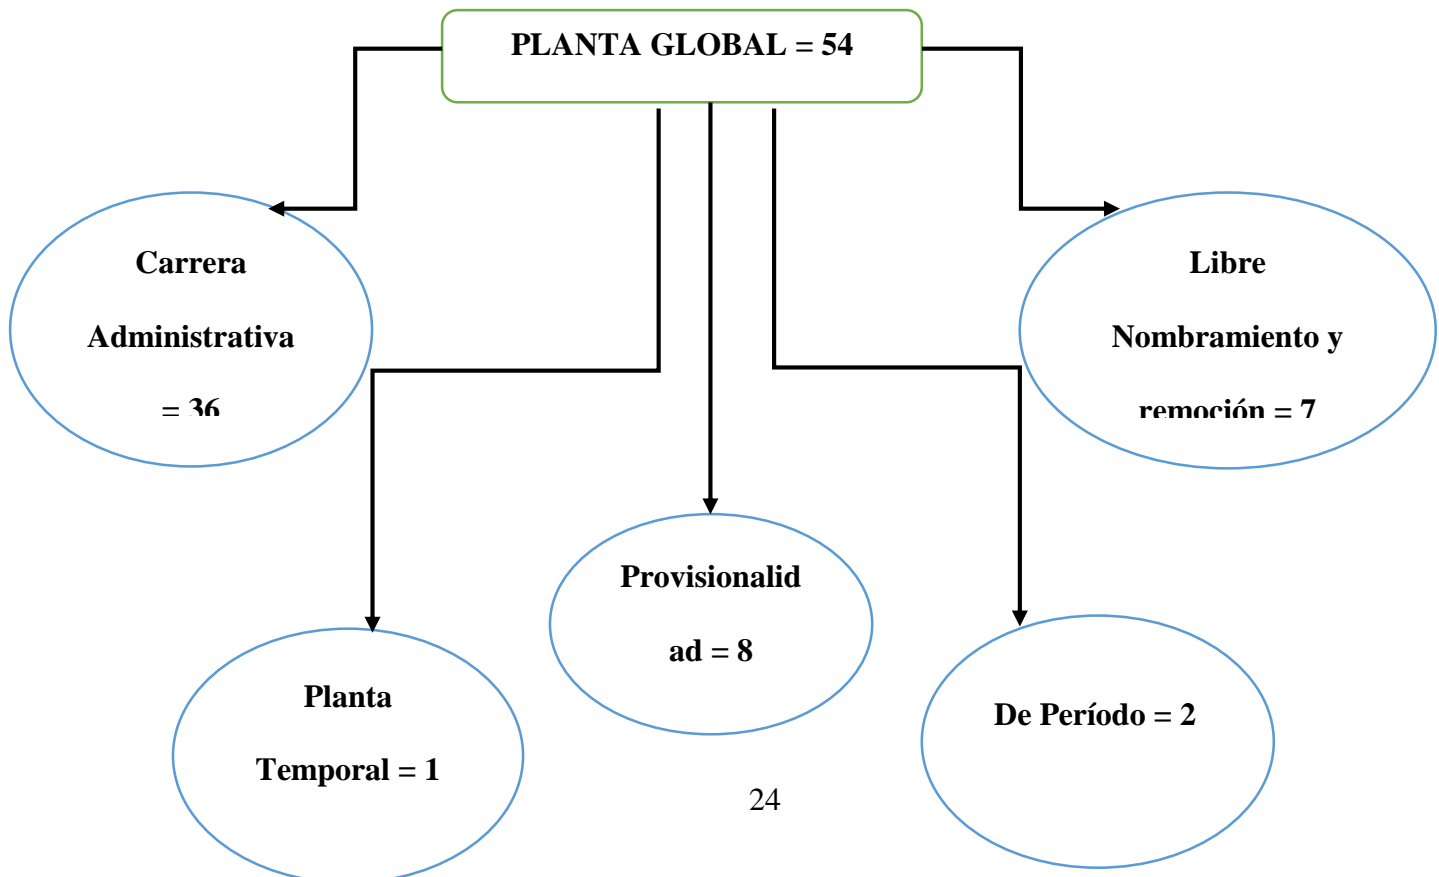 PLANTA GLOBAL = 54
Carrera
Administrativa
= 36
Libre
Nombramiento y
remoción = 7
Provisionalid
ad = 8
Planta
Temporal = 1
De Período = 2
24